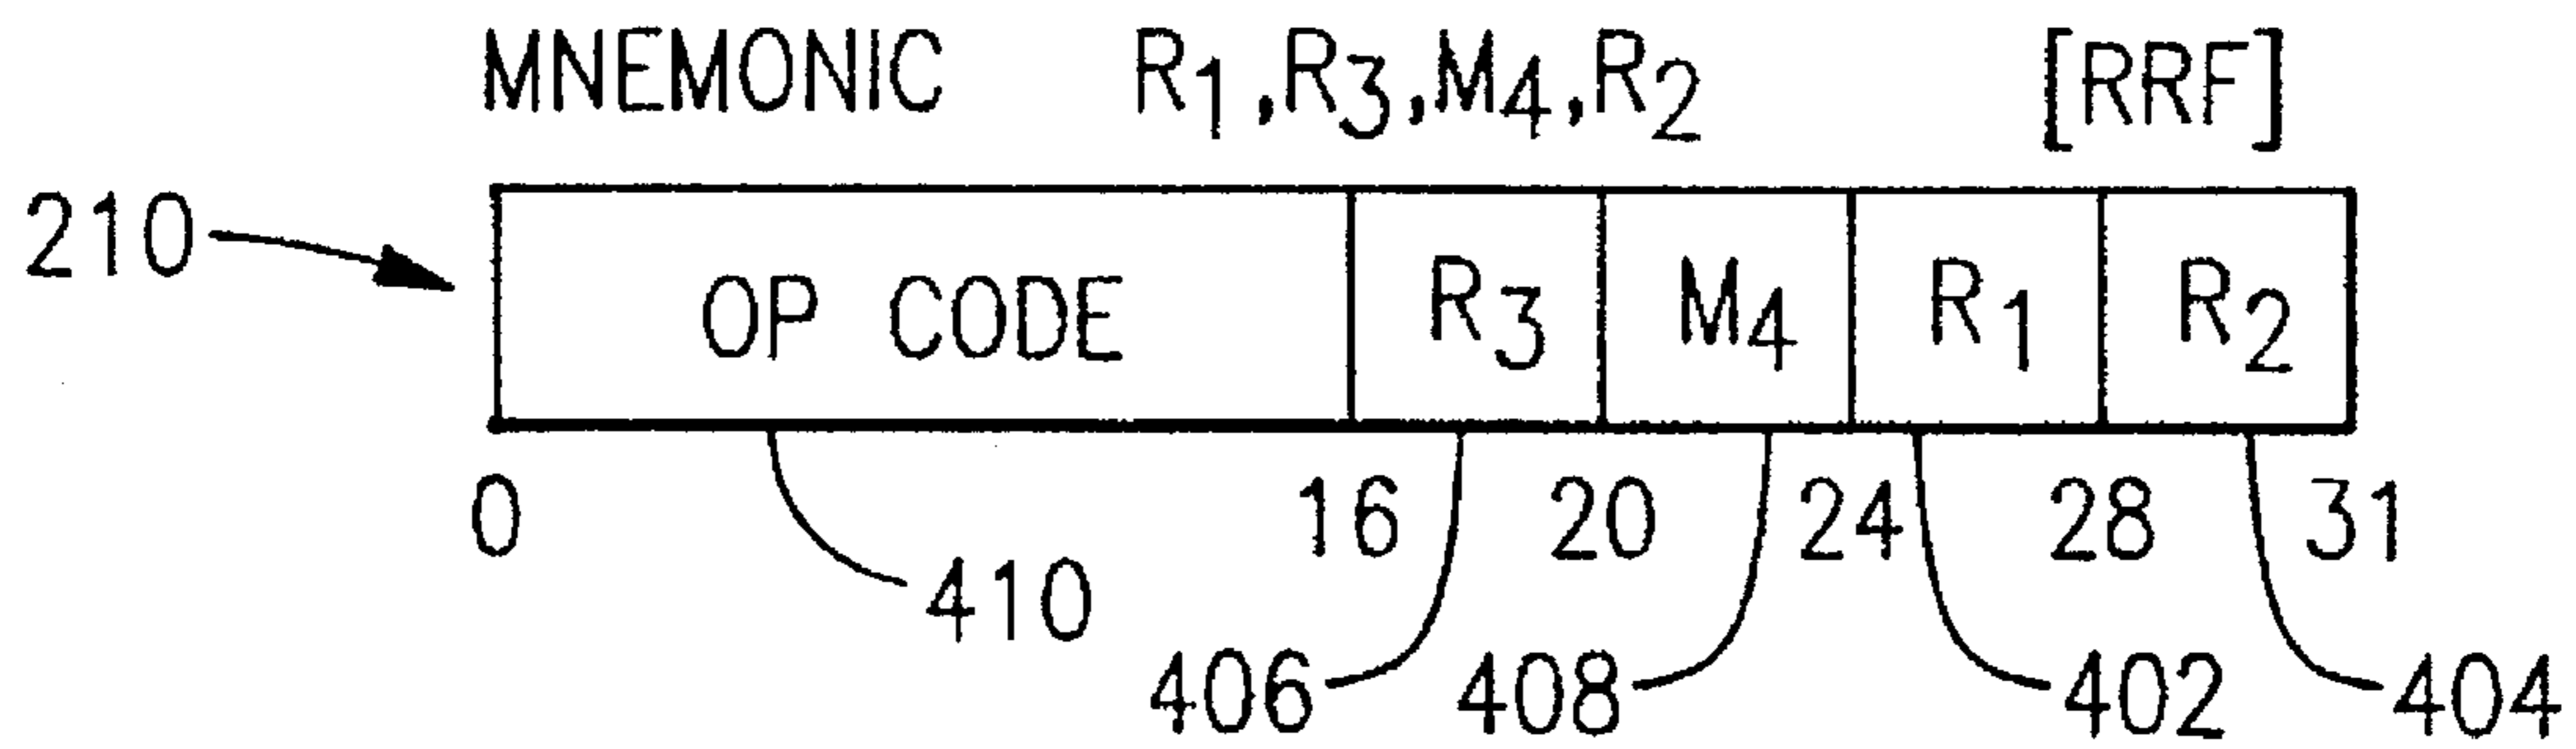 MNEMONIC R1,R3,M4,R2 [RRF]
210
OP CODE R3 M4 R1 R2
0 16 20 24 28 31
410
406 408 402 404